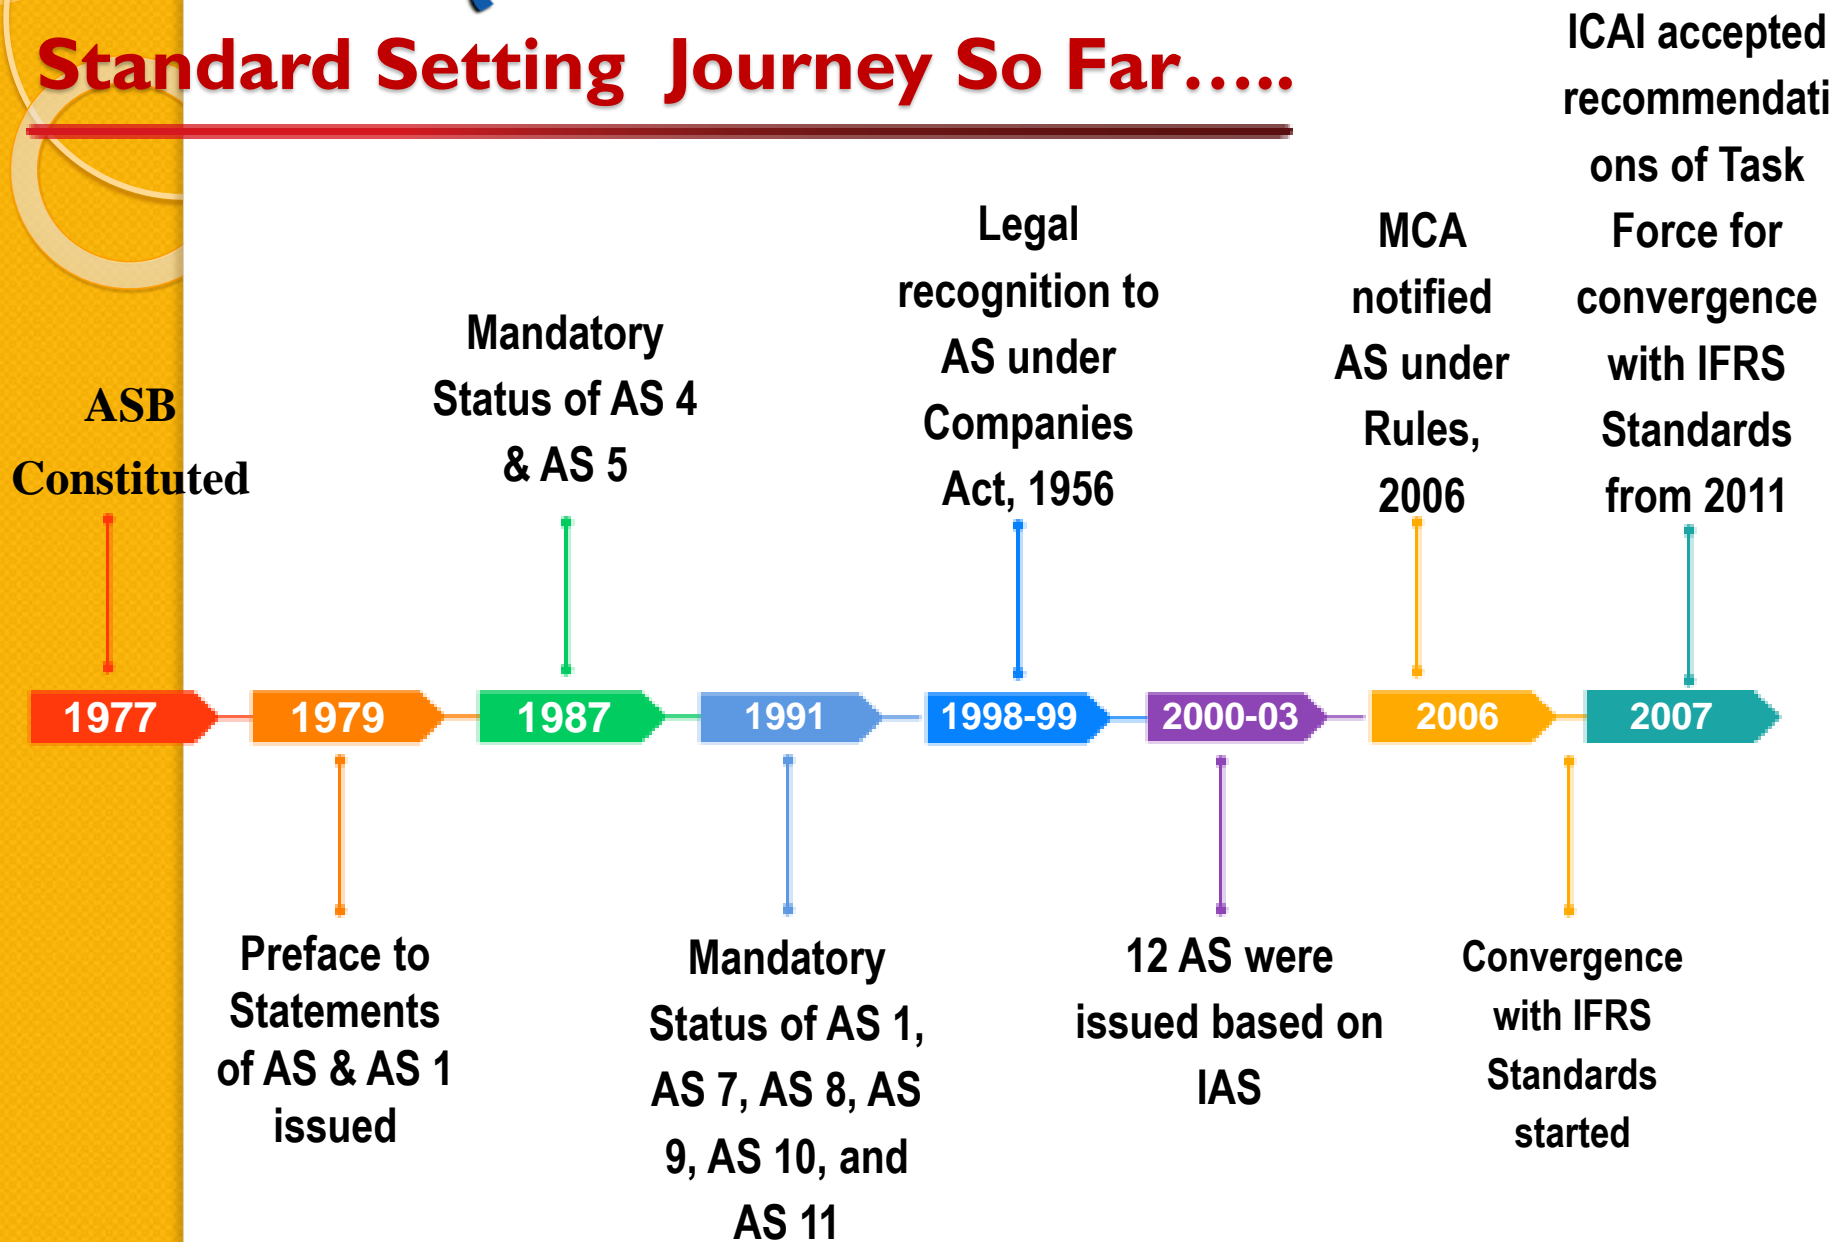 Standard Setting Journey So Far…..
ASB
Constituted
1977
1979
Preface to
Statements
of AS & AS 1
issued
Mandatory
Status of AS 4
& AS 5
1987
1991
Mandatory
Status of AS 1,
AS 7, AS 8, AS
9, AS 10, and
AS 11
Legal
recognition to
AS under
Companies
Act, 1956
1998-99
2000-03
12 AS were
issued based on
IAS
MCA
notified
AS under
Rules,
2006
2006
Convergence
with IFRS
Standards
started
ICAI accepted
recommendati
ons of Task
Force for
convergence
with IFRS
Standards
from 2011
2007